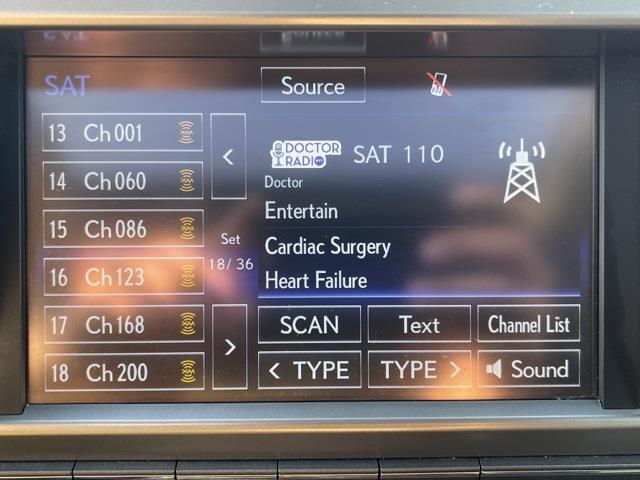 SAT
Source
13 Ch 001
14 Ch 060
15 Ch 086
16 Ch 123
17 Ch 168
18 Ch 200
<
Set
18/36
>
DOCTOR
RADIO
SAT 110
Doctor
Entertain
Cardiac Surgery
Heart Failure
SCAN
Text
Channel List
< TYPE
TYPE >
Sound